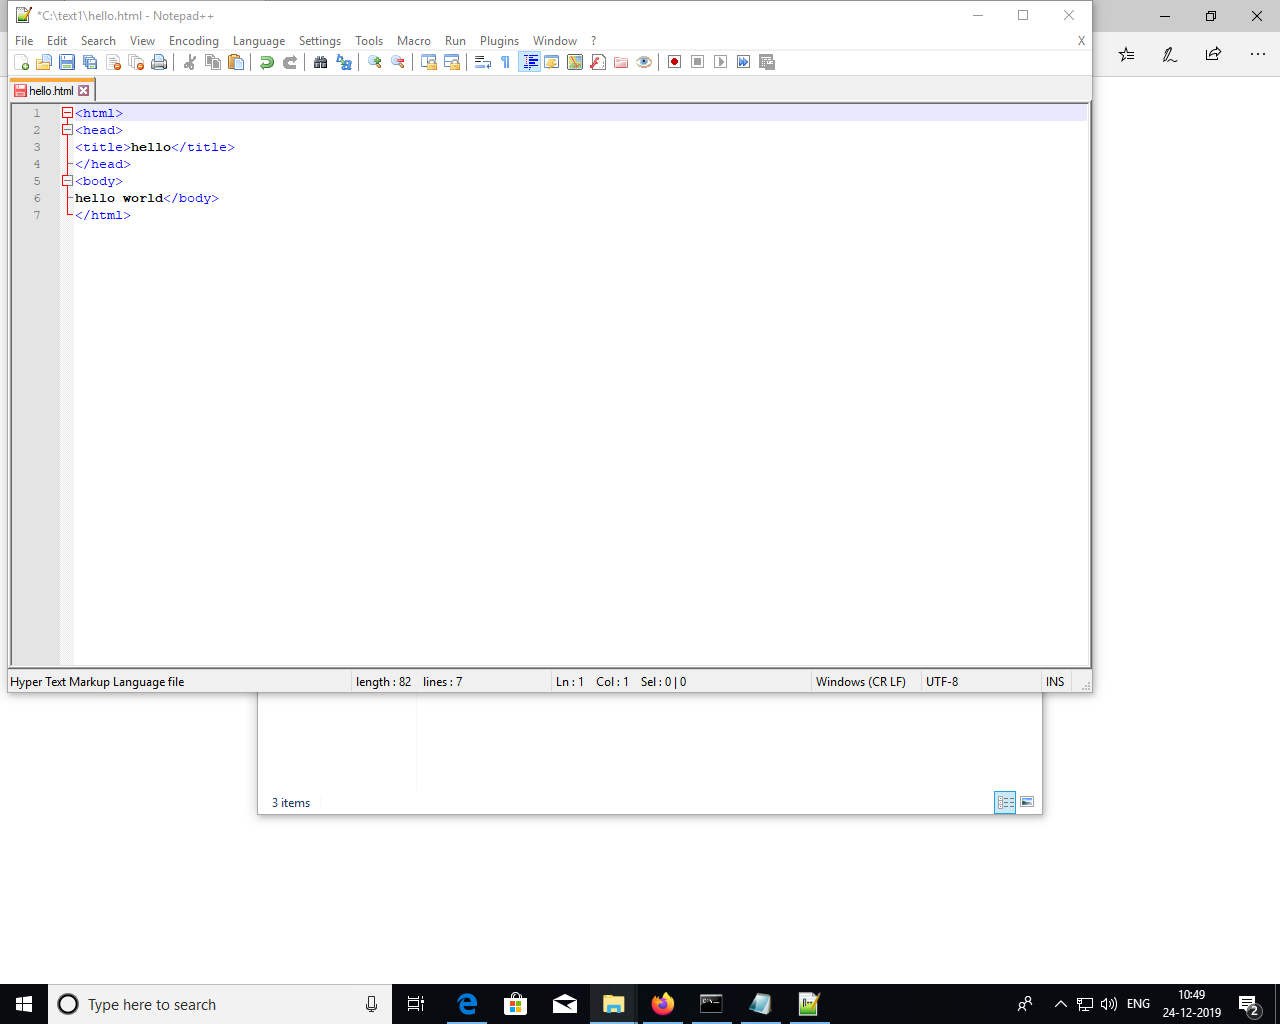 *C:\text1\hello.html - Notepad++
File Edit Search View Encoding Language Settings Tools Macro Run Plugins Window ? X
hello.html
1 <html>
2 <head>
3 <title>hello</title>
4 </head>
5 <body>
6 hello world</body>
7 </html>
Hyper Text Markup Language file length : 82 lines : 7 Ln : 1 Col : 1 Sel : 0 | 0 Windows (CR LF) UTF-8 INS
3 items
Type here to search ENG 10:49
24-12-2019 2